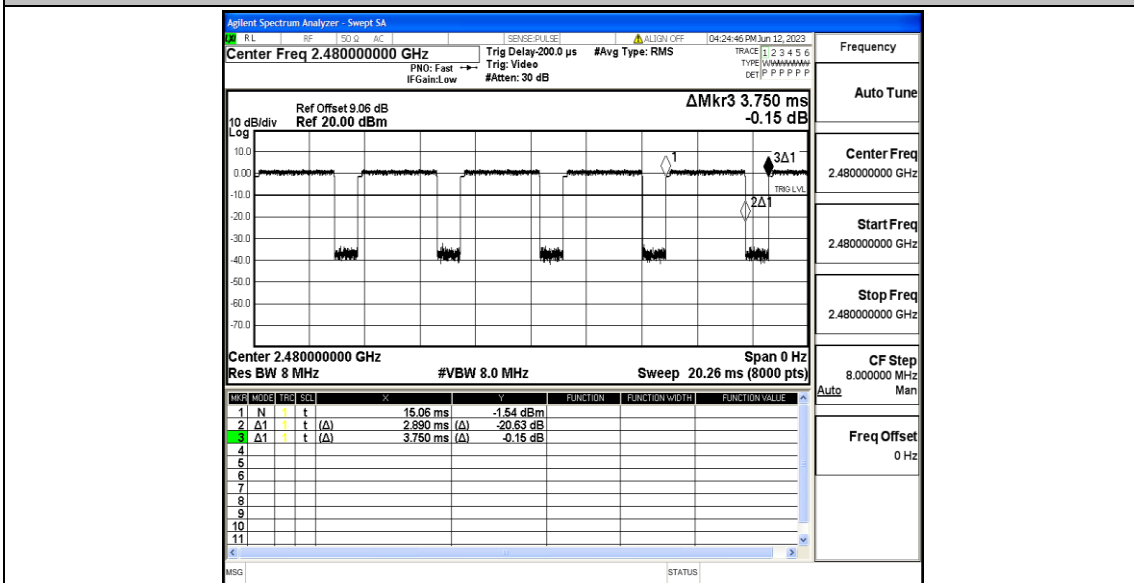 Agilent Spectrum Analyzer - Swept SA
RL RF 50 Ω AC SENSE:PULSE ALIGN OFF 04:24:46 PM Jun 12, 2023
Center Freq 2.480000000 GHz
PNO: Fast
IFGain:Low
Trig Delay-200.0 µs
Trig: Video
#Atten: 30 dB
#Avg Type: RMS
TRACE 1 2 3 4 5 6
TYPE
DET P P P P P P
Ref Offset 9.06 dB
10 dB/div Ref 20.00 dBm
Log
ΔMkr3 3.750 ms
-0.15 dB
10.0
0.00
-10.0
-20.0
-30.0
-40.0
-50.0
-60.0
-70.0
1
3Δ1
TRIG LVL
2Δ1
Center 2.480000000 GHz Span 0 Hz
Res BW 8 MHz #VBW 8.0 MHz Sweep 20.26 ms (8000 pts)
MKR MODE TRC SCL X Y FUNCTION FUNCTION WIDTH FUNCTION VALUE
1 N 1 t 15.06 ms -1.54 dBm
2 Δ1 1 t (Δ) 2.890 ms (Δ) -20.63 dB
3 Δ1 1 t (Δ) 3.750 ms (Δ) -0.15 dB
4
5
6
7
8
9
10
11
MSG STATUS
Frequency
Auto Tune
Center Freq
2.480000000 GHz
Start Freq
2.480000000 GHz
Stop Freq
2.480000000 GHz
CF Step
8.000000 MHz
Auto Man
Freq Offset
0 Hz